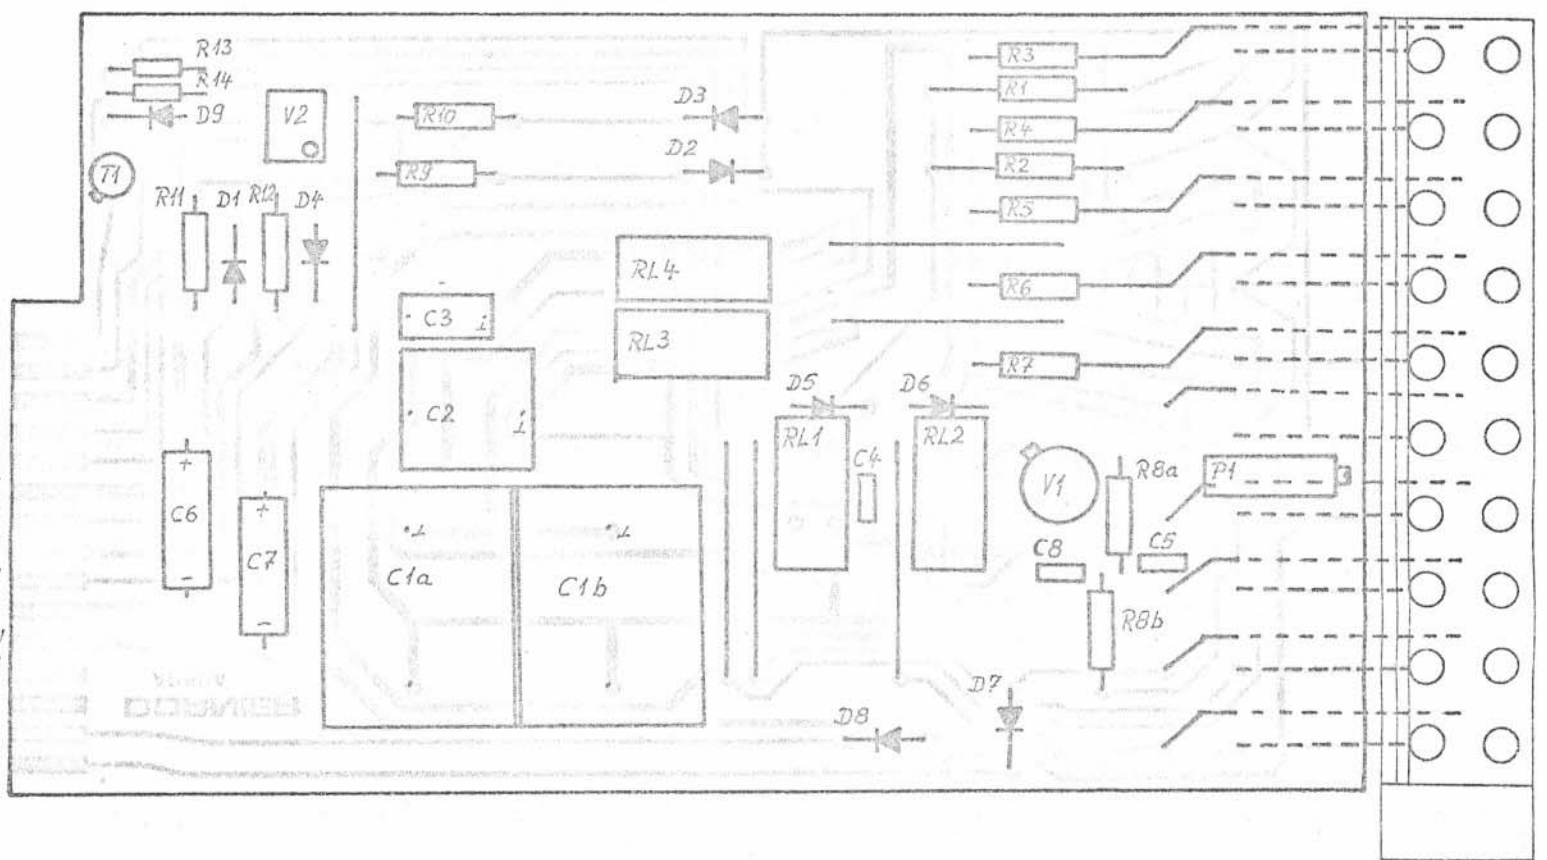 R13
R14
D9
V2
T1
R11 D1 R12 D4
R10
R9
D3
D2
R3
R1
R4
R2
R5
R6
R7
RL4
RL3
C3
C2
D5 D6
RL1 RL2
C4
V1
R8a
P1
C6
C7
C1a
C1b
C8
C5
R8b
D7
D8
+
-
+
-